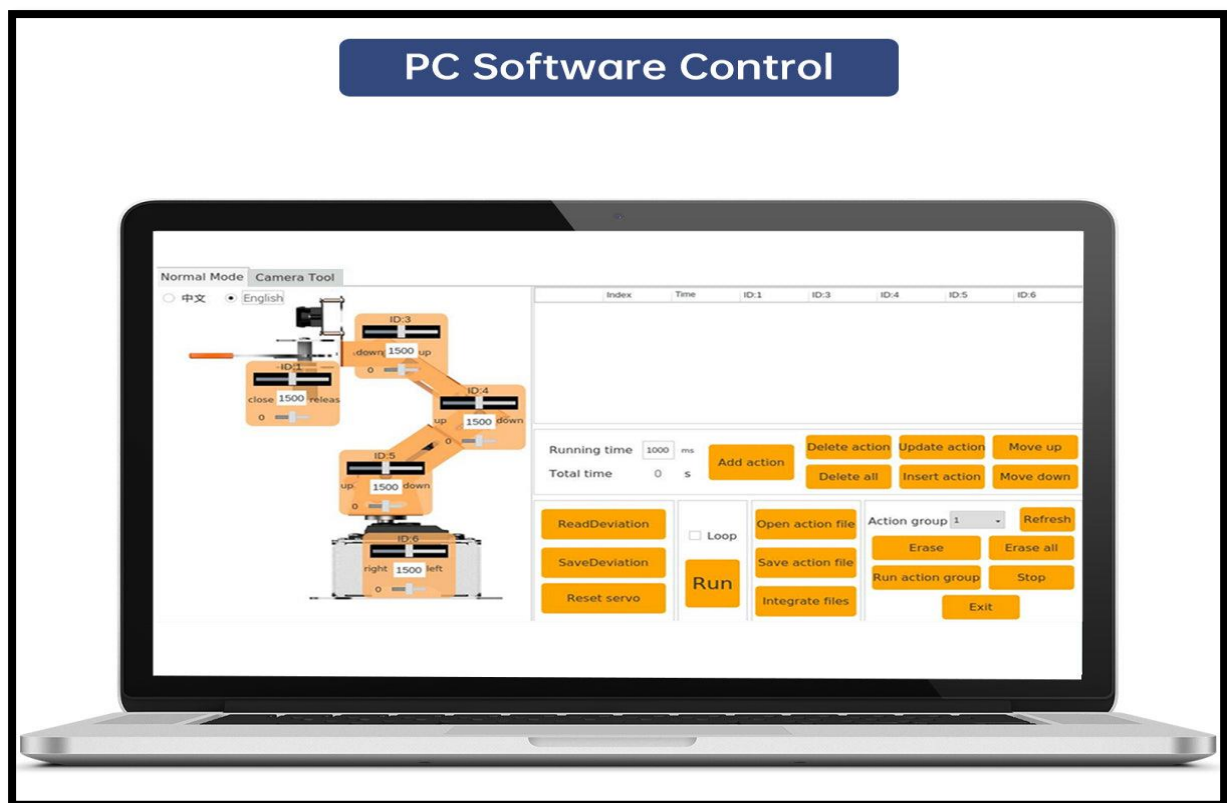 PC Software Control
Normal Mode Camera Tool
中文 English
Index Time ID:1 ID:3 ID:4 ID:5 ID:6
ID:3
down 1500 up
0
ID:1
close 1500 releas
0
ID:4
up 1500 down
0
ID:5
up 1500 down
0
ID:6
right 1500 left
0
Running time 1000 ms
Total time 0 s
Add action
Delete action Update action Move up
Delete all Insert action Move down
ReadDeviation
SaveDeviation
Reset servo
Loop
Run
Open action file
Save action file
Integrate files
Action group 1 Refresh
Erase Erase all
Run action group Stop
Exit